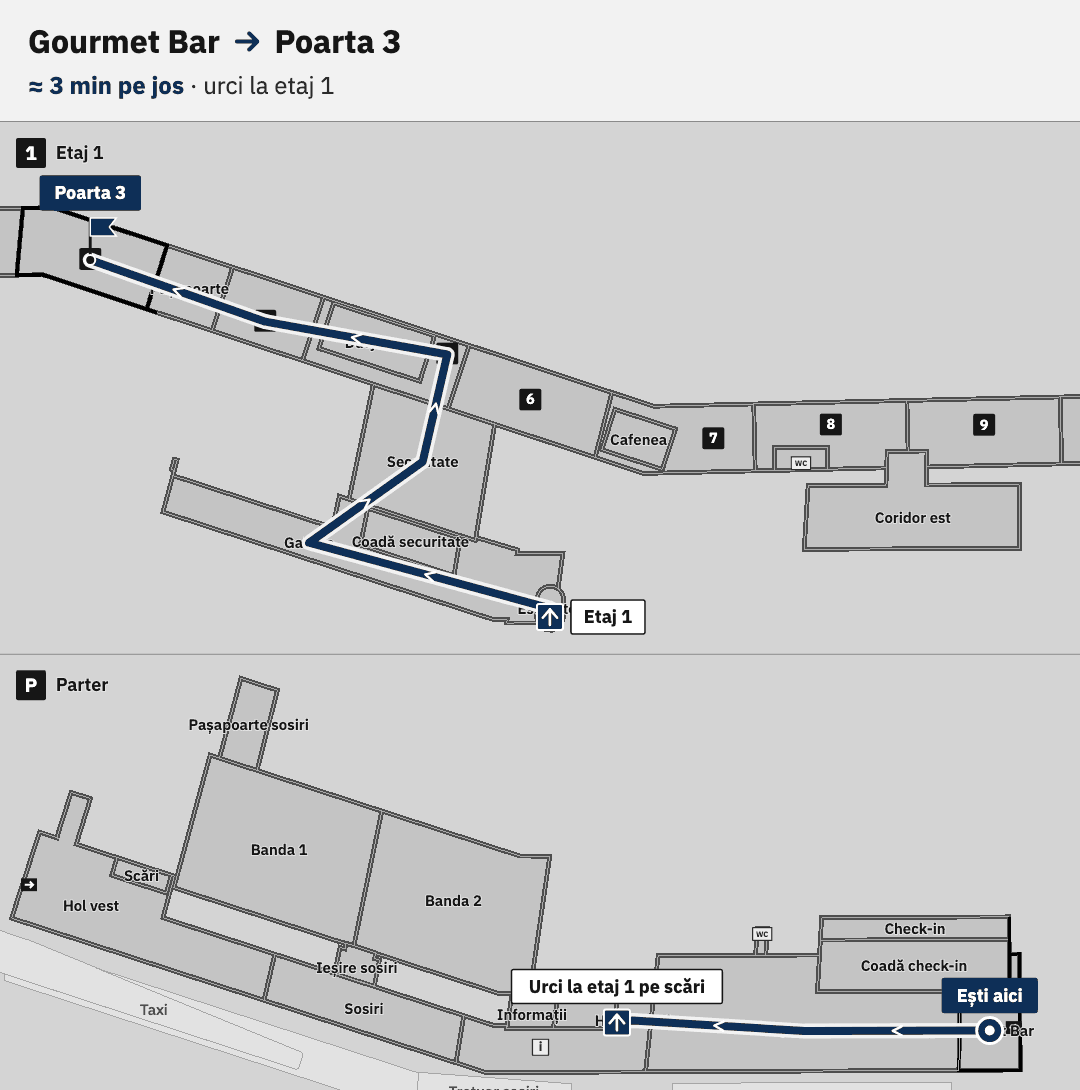 Gourmet Bar → Poarta 3
≈ 3 min pe jos · urci la etaj 1
1 Etaj 1
Poarta 3
6
Cafenea
7
8
9
WC
Coridor est
Coadă securitate
Etaj 1
P Parter
Pașapoarte sosiri
Banda 1
Banda 2
Scări
Hol vest
Ieșire sosiri
Sosiri
Taxi
Informații
i
Urci la etaj 1 pe scări
WC
Check-in
Coadă check-in
Ești aici
Bar